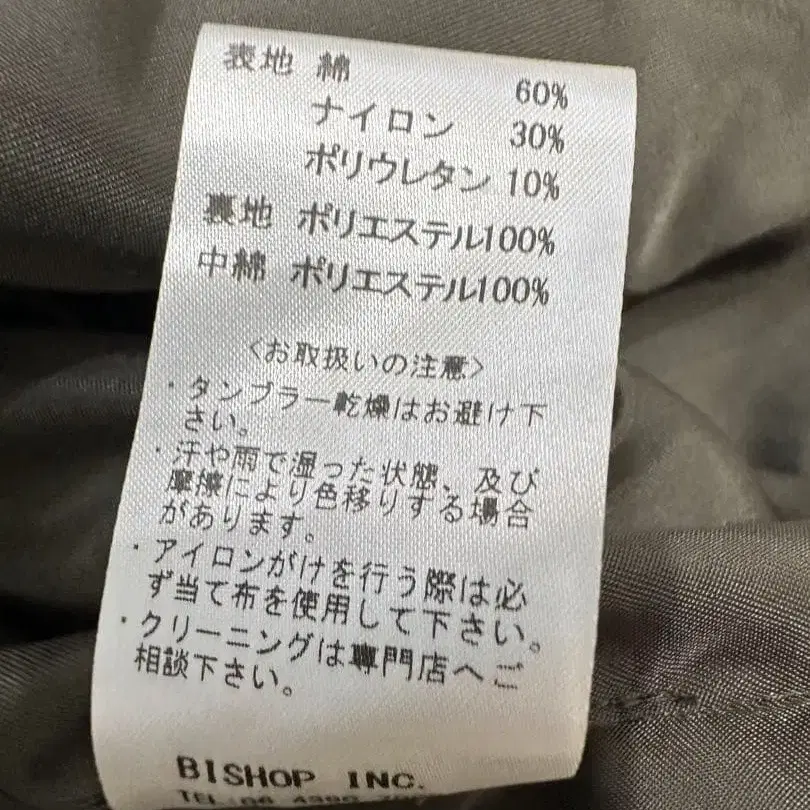 表地 綿 60%
ナイロン 30%
ポリウレタン 10%
裏地 ポリエステル100%
中綿 ポリエステル100%
<お取扱いの注意>
・タンブラー乾燥はお避け下
さい。
・汗や雨で湿った状態、及び
摩擦により色移りする場合
があります。
・アイロンがけを行う際は必
ず当て布を使用して下さい。
・クリーニングは専門店へご
相談下さい。
BISHOP INC.
TEL